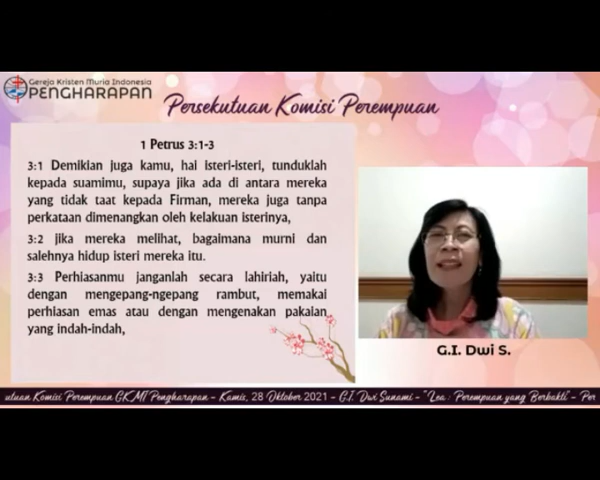 Gereja Kristen Muria Indonesia
PENGHARAPAN
Persekutuan Komisi Perempuan
1 Petrus 3:1-3
3:1 Demikian juga kamu, hai isteri-isteri, tunduklah
kepada suamimu, supaya jika ada di antara mereka
yang tidak taat kepada Firman, mereka juga tanpa
perkataan dimenangkan oleh kelakuan isterinya,
3:2 jika mereka melihat, bagaimana murni dan
salehnya hidup isteri mereka itu.
3:3 Perhiasanmu janganlah secara lahiriah, yaitu
dengan mengepang-ngepang rambut, memakai
perhiasan emas atau dengan mengenakan pakaian
yang indah-indah,
G.I. Dwi S.
utuan Komisi Perempuan GKMI Pengharapan - Kamis, 28 Oktober 2021 - G.I. Dwi Sunami - "Lea : Perempuan yang Berbakti" - Per